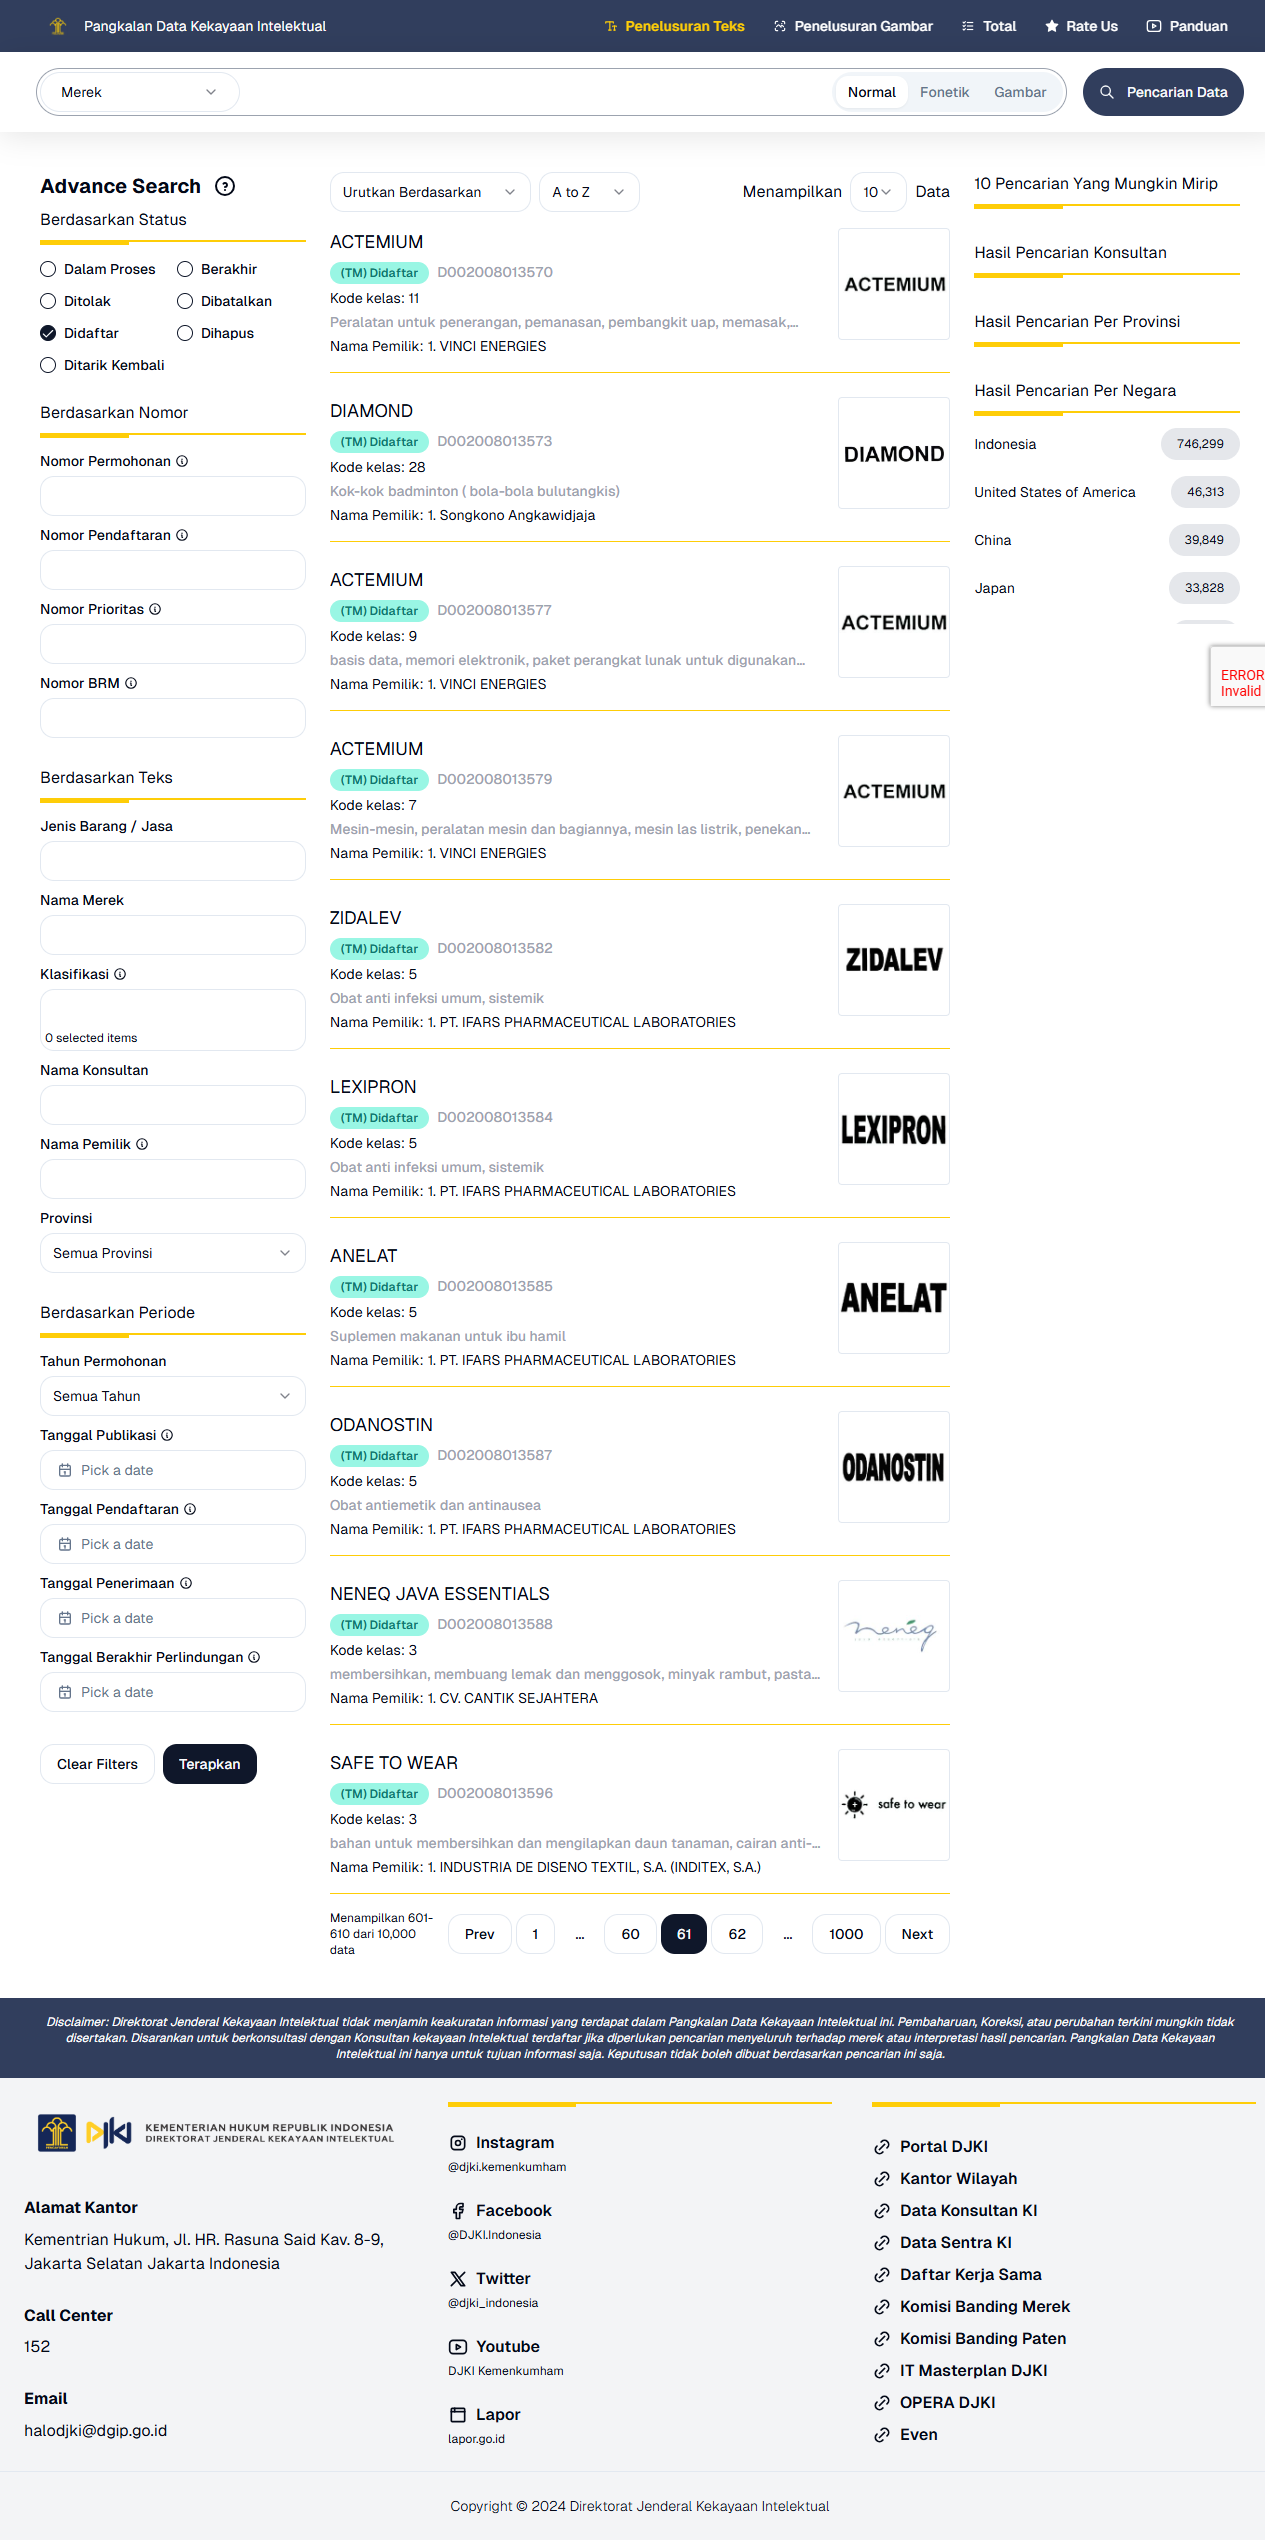 Pangkalan Data Kekayaan Intelektual
Penelusuran Teks
Penelusuran Gambar
Total
Rate Us
Panduan
Merek
Normal
Fonetik
Gambar
Pencarian Data
Advance Search
Berdasarkan Status
Dalam Proses
Berakhir
Ditolak
Dibatalkan
Didaftar
Dihapus
Ditarik Kembali
Berdasarkan Nomor
Nomor Permohonan
Nomor Pendaftaran
Nomor Prioritas
Nomor BRM
Berdasarkan Teks
Jenis Barang / Jasa
Nama Merek
Klasifikasi
0 selected items
Nama Konsultan
Nama Pemilik
Provinsi
Semua Provinsi
Berdasarkan Periode
Tahun Permohonan
Semua Tahun
Tanggal Publikasi
Pick a date
Tanggal Pendaftaran
Pick a date
Tanggal Penerimaan
Pick a date
Tanggal Berakhir Perlindungan
Pick a date
Clear Filters
Terapkan
Urutkan Berdasarkan
A to Z
Menampilkan
10
Data
ACTEMIUM
(TM) Didaftar
D002008013570
Kode kelas: 11
Peralatan untuk penerangan, pemanasan, pembangkit uap, memasak,...
Nama Pemilik: 1. VINCI ENERGIES
ACTEMIUM
DIAMOND
(TM) Didaftar
D002008013573
Kode kelas: 28
Kok-kok badminton ( bola-bola bulutangkis)
Nama Pemilik: 1. Songkono Angkawidjaja
DIAMOND
ACTEMIUM
(TM) Didaftar
D002008013577
Kode kelas: 9
basis data, memori elektronik, paket perangkat lunak untuk digunakan...
Nama Pemilik: 1. VINCI ENERGIES
ACTEMIUM
ACTEMIUM
(TM) Didaftar
D002008013579
Kode kelas: 7
Mesin-mesin, peralatan mesin dan bagiannya, mesin las listrik, penekan...
Nama Pemilik: 1. VINCI ENERGIES
ACTEMIUM
ZIDALEV
(TM) Didaftar
D002008013582
Kode kelas: 5
Obat anti infeksi umum, sistemik
Nama Pemilik: 1. PT. IFARS PHARMACEUTICAL LABORATORIES
ZIDALEV
LEXIPRON
(TM) Didaftar
D002008013584
Kode kelas: 5
Obat anti infeksi umum, sistemik
Nama Pemilik: 1. PT. IFARS PHARMACEUTICAL LABORATORIES
LEXIPRON
ANELAT
(TM) Didaftar
D002008013585
Kode kelas: 5
Suplemen makanan untuk ibu hamil
Nama Pemilik: 1. PT. IFARS PHARMACEUTICAL LABORATORIES
ANELAT
ODANOSTIN
(TM) Didaftar
D002008013587
Kode kelas: 5
Obat antiemetik dan antinausea
Nama Pemilik: 1. PT. IFARS PHARMACEUTICAL LABORATORIES
ODANOSTIN
NENEQ JAVA ESSENTIALS
(TM) Didaftar
D002008013588
Kode kelas: 3
membersihkan, membuang lemak dan menggosok, minyak rambut, pasta...
Nama Pemilik: 1. CV. CANTIK SEJAHTERA
neneq
SAFE TO WEAR
(TM) Didaftar
D002008013596
Kode kelas: 3
bahan untuk membersihkan dan mengilapkan daun tanaman, cairan anti-...
Nama Pemilik: 1. INDUSTRIA DE DISENO TEXTIL, S.A. (INDITEX, S.A.)
safe to wear
Menampilkan 601-
610 dari 10,000
data
Prev
1
...
60
61
62
...
1000
Next
10 Pencarian Yang Mungkin Mirip
Hasil Pencarian Konsultan
Hasil Pencarian Per Provinsi
Hasil Pencarian Per Negara
Indonesia
746,299
United States of America
46,313
China
39,849
Japan
33,828
ERROR
Invalid
Disclaimer: Direktorat Jenderal Kekayaan Intelektual tidak menjamin keakuratan informasi yang terdapat dalam Pangkalan Data Kekayaan Intelektual ini. Pembaharuan, Koreksi, atau perubahan terkini mungkin tidak
disertakan. Disarankan untuk berkonsultasi dengan Konsultan kekayaan Intelektual terdaftar jika diperlukan pencarian menyeluruh terhadap merek atau interpretasi hasil pencarian. Pangkalan Data Kekayaan
Intelektual ini hanya untuk tujuan informasi saja. Keputusan tidak boleh dibuat berdasarkan pencarian ini saja.
KEMENTERIAN HUKUM REPUBLIK INDONESIA
DIREKTORAT JENDERAL KEKAYAAN INTELEKTUAL
Alamat Kantor
Kementrian Hukum, Jl. HR. Rasuna Said Kav. 8-9,
Jakarta Selatan Jakarta Indonesia
Call Center
152
Email
halodjki@dgip.go.id
Instagram
@djki.kemenkumham
Facebook
@DJKI.Indonesia
Twitter
@djki_indonesia
Youtube
DJKI Kemenkumham
Lapor
lapor.go.id
Portal DJKI
Kantor Wilayah
Data Konsultan KI
Data Sentra KI
Daftar Kerja Sama
Komisi Banding Merek
Komisi Banding Paten
IT Masterplan DJKI
OPERA DJKI
Even
Copyright © 2024 Direktorat Jenderal Kekayaan Intelektual